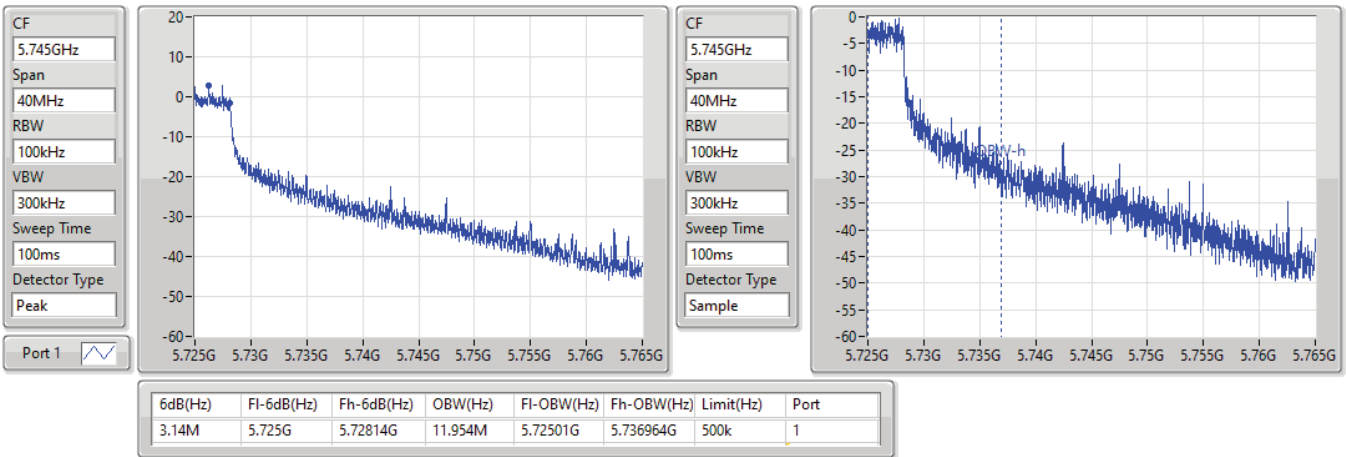 CF
5.745GHz
Span
40MHz
RBW
100kHz
VBW
300kHz
Sweep Time
100ms
Detector Type
Peak
Port 1
20
10
0
-10
-20
-30
-40
-50
-60
5.725G 5.73G 5.735G 5.74G 5.745G 5.75G 5.755G 5.76G 5.765G
CF
5.745GHz
Span
40MHz
RBW
100kHz
VBW
300kHz
Sweep Time
100ms
Detector Type
Sample
0
-5
-10
-15
-20
-25
-30
-35
-40
-45
-50
-55
-60
OBW-h
5.725G 5.73G 5.735G 5.74G 5.745G 5.75G 5.755G 5.76G 5.765G
6dB(Hz) Fl-6dB(Hz) Fh-6dB(Hz) OBW(Hz) Fl-OBW(Hz) Fh-OBW(Hz) Limit(Hz) Port
3.14M 5.725G 5.72814G 11.954M 5.72501G 5.736964G 500k 1